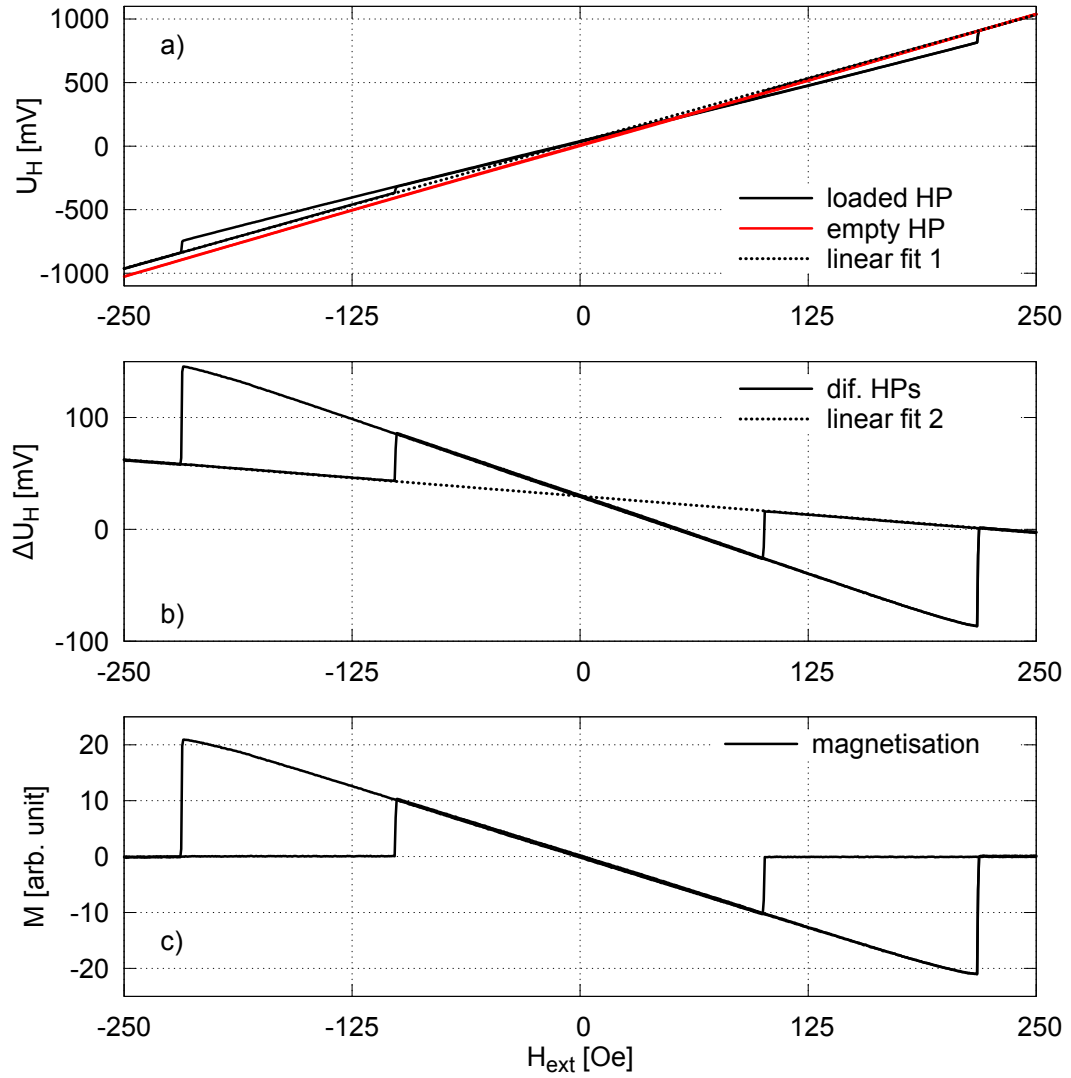 a)
1000
500
0
-500
-1000
U_H [mV]
loaded HP
empty HP
linear fit 1
-250 -125 0 125 250
100
0
-100
ΔU_H [mV]
dif. HPs
linear fit 2
b)
-250 -125 0 125 250
20
10
0
-10
-20
M [arb. unit]
magnetisation
c)
-250 -125 0 125 250
H_ext [Oe]